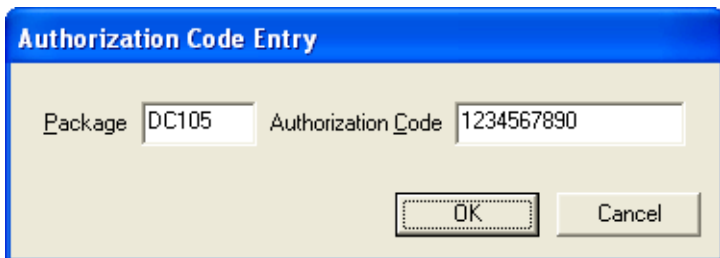 Authorization Code Entry
Package DC105 Authorization Code 1234567890
OK Cancel